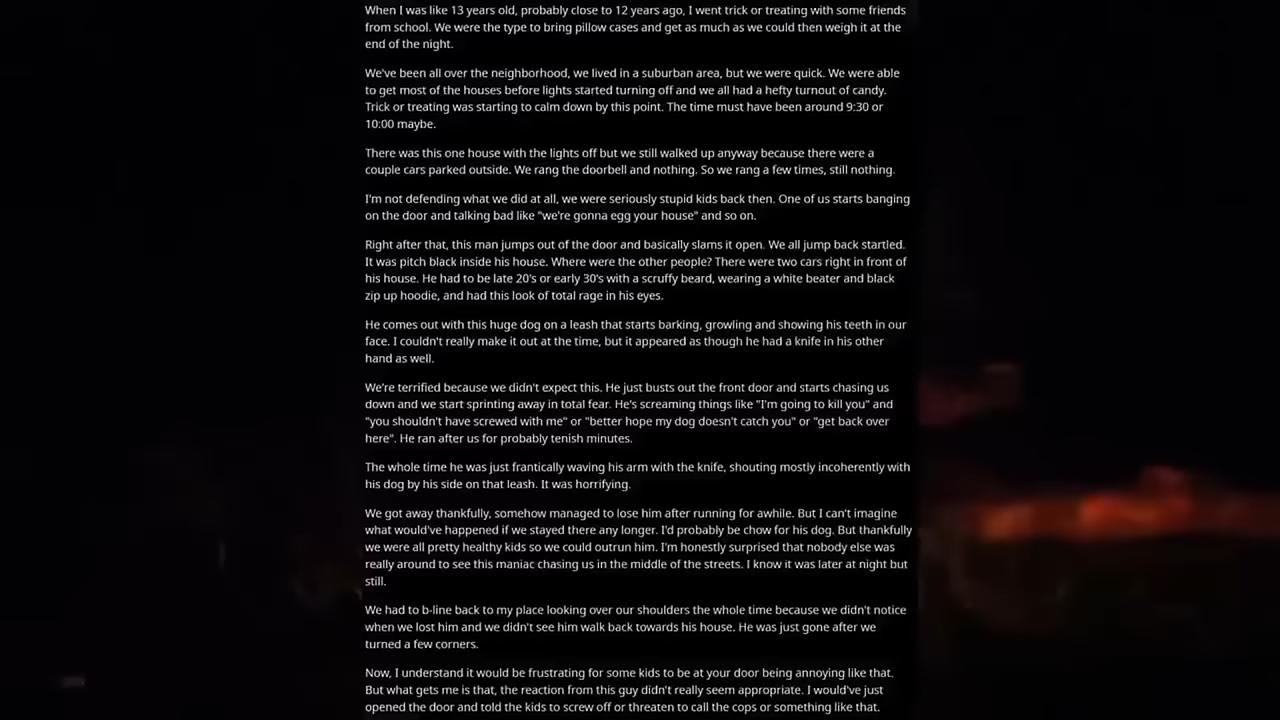 When I was like 13 years old, probably close to 12 years ago, I went trick or treating with some friends
from school. We were the type to bring pillow cases and get as much as we could then weigh it at the
end of the night.
We've been all over the neighborhood, we lived in a suburban area, but we were quick. We were able
to get most of the houses before lights started turning off and we all had a hefty turnout of candy.
Trick or treating was starting to calm down by this point. The time must have been around 9:30 or
10:00 maybe.
There was this one house with the lights off but we still walked up anyway because there were a
couple cars parked outside. We rang the doorbell and nothing. So we rang a few times, still nothing.
I'm not defending what we did at all, we were seriously stupid kids back then. One of us starts banging
on the door and talking bad like "we're gonna egg your house" and so on.
Right after that, this man jumps out of the door and basically slams it open. We all jump back startled.
It was pitch black inside his house. Where were the other people? There were two cars right in front of
his house. He had to be late 20's or early 30's with a scruffy beard, wearing a white beater and black
zip up hoodie, and had this look of total rage in his eyes.
He comes out with this huge dog on a leash that starts barking, growling and showing his teeth in our
face. I couldn't really make it out at the time, but it appeared as though he had a knife in his other
hand as well.
We're terrified because we didn't expect this. He just busts out the front door and starts chasing us
down and we start sprinting away in total fear. He's screaming things like "I'm going to kill you" and
"you shouldn't have screwed with me" or "better hope my dog doesn't catch you" or "get back over
here". He ran after us for probably tenish minutes.
The whole time he was just frantically waving his arm with the knife, shouting mostly incoherently with
his dog by his side on that leash. It was horrifying.
We got away thankfully, somehow managed to lose him after running for awhile. But I can't imagine
what would've happened if we stayed there any longer. I'd probably be chow for his dog. But thankfully
we were all pretty healthy kids so we could outrun him. I'm honestly surprised that nobody else was
really around to see this maniac chasing us in the middle of the streets. I know it was later at night but
still.
We had to b-line back to my place looking over our shoulders the whole time because we didn't notice
when we lost him and we didn't see him walk back towards his house. He was just gone after we
turned a few corners.
Now, I understand it would be frustrating for some kids to be at your door being annoying like that.
But what gets me is that, the reaction from this guy didn't really seem appropriate. I would've just
opened the door and told the kids to screw off or threaten to call the cops or something like that.